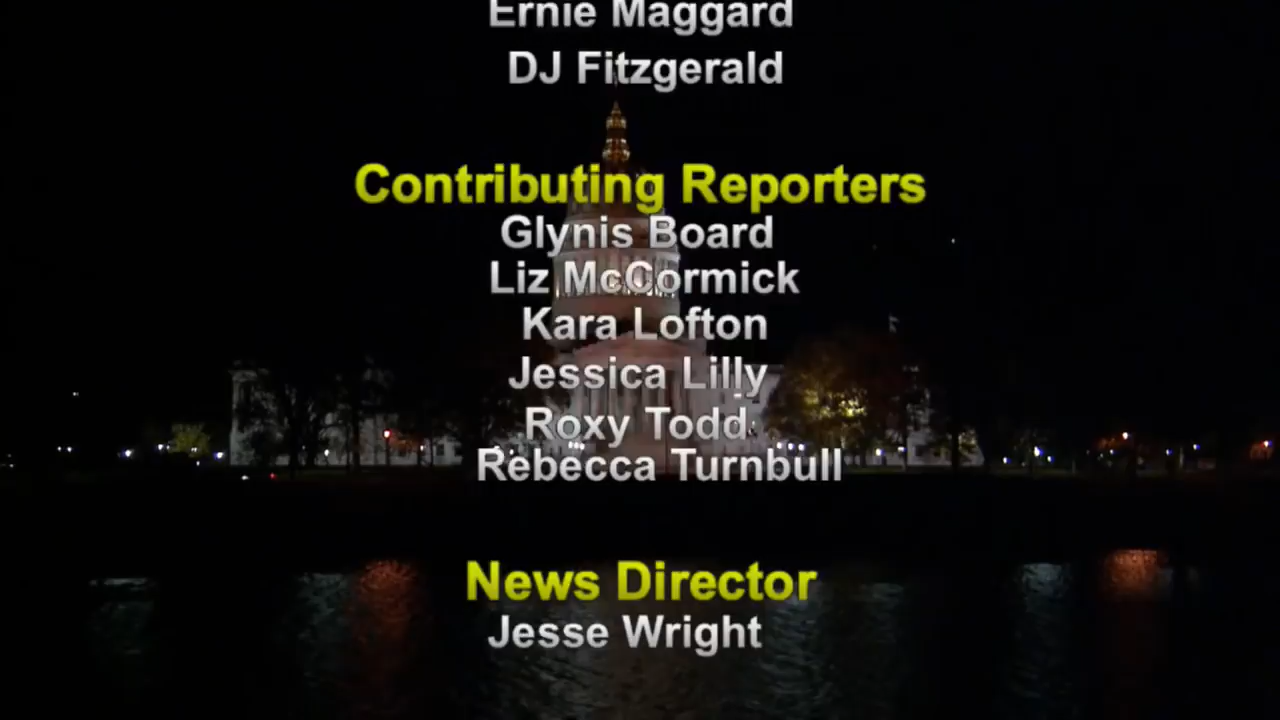 Ernie Maggard
DJ Fitzgerald
Contributing Reporters
Glynis Board
Liz McCormick
Kara Lofton
Jessica Lilly
Roxy Todd
Rebecca Turnbull
News Director
Jesse Wright